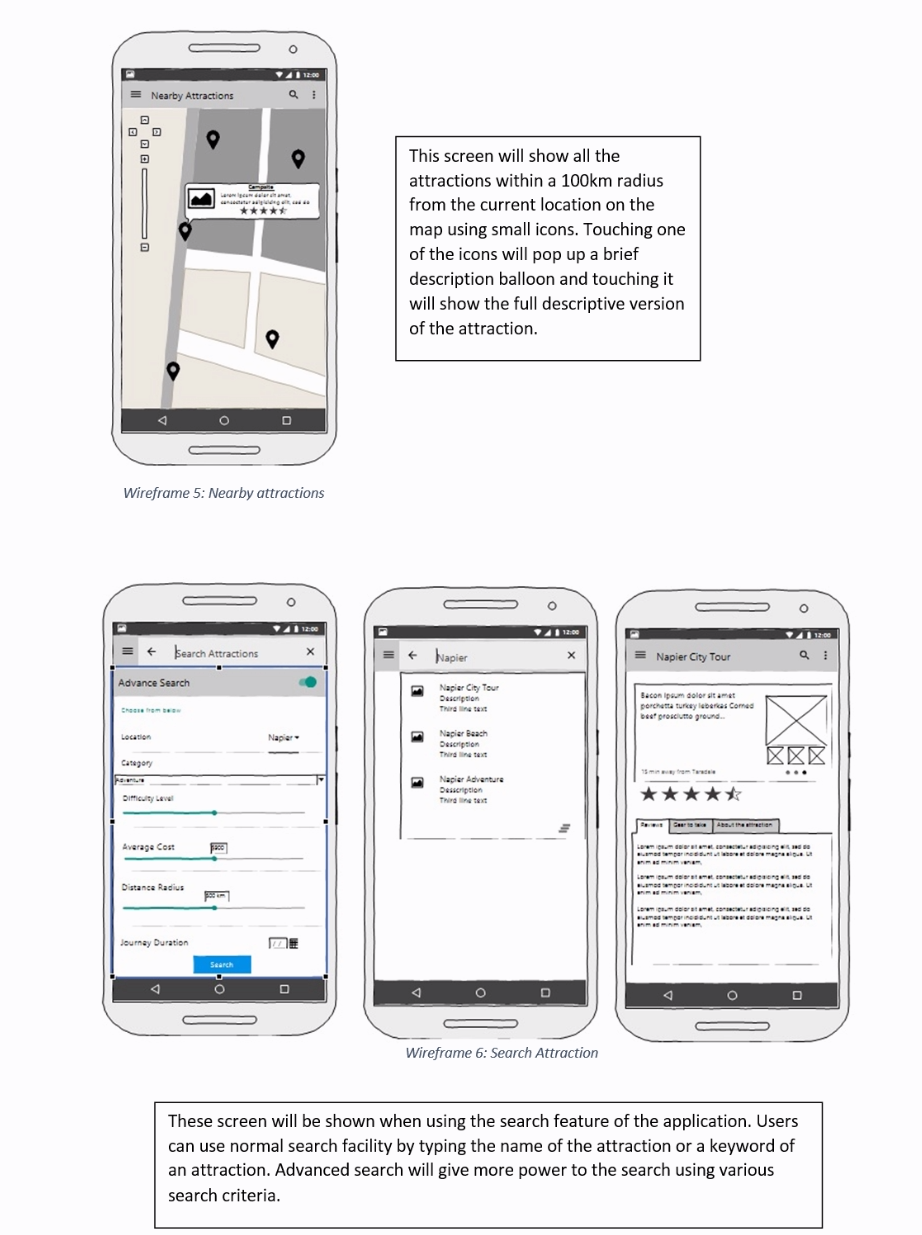 12:00
Nearby Attractions
Campsite
Lorem ipsum dolor sit amet,
consectetur adipiscing elit, sed do
This screen will show all the
attractions within a 100km radius
from the current location on the
map using small icons. Touching one
of the icons will pop up a brief
description balloon and touching it
will show the full descriptive version
of the attraction.
Wireframe 5: Nearby attractions
12:00
Search Attractions
Advance Search
Choose from below
Location
Napier
Category
Adventure
Difficulty Level
Average Cost
Distance Radius
Journey Duration
Search
12:00
Napier
Napier City Tour
Description
Third line text
Napier Beach
Description
Third line text
Napier Adventure
Description
Third line text
12:00
Napier City Tour
Bacon ipsum dolor sit amet
porchetta turkey leberkas Corned
beef prosciutto ground...
15 min away from Taradale
Reviews
Gear to take
About the attraction
Lorem ipsum dolor sit amet, consectetur adipiscing elit, sed do
eiusmod tempor incididunt ut labore et dolore magna aliqua. Ut
enim ad minim veniam,
Lorem ipsum dolor sit amet, consectetur adipiscing elit, sed do
eiusmod tempor incididunt ut labore et dolore magna aliqua. Ut
enim ad minim veniam,
Lorem ipsum dolor sit amet, consectetur adipiscing elit, sed do
eiusmod tempor incididunt ut labore et dolore magna aliqua. Ut
enim ad minim veniam,
Wireframe 6: Search Attraction
These screen will be shown when using the search feature of the application. Users
can use normal search facility by typing the name of the attraction or a keyword of
an attraction. Advanced search will give more power to the search using various
search criteria.